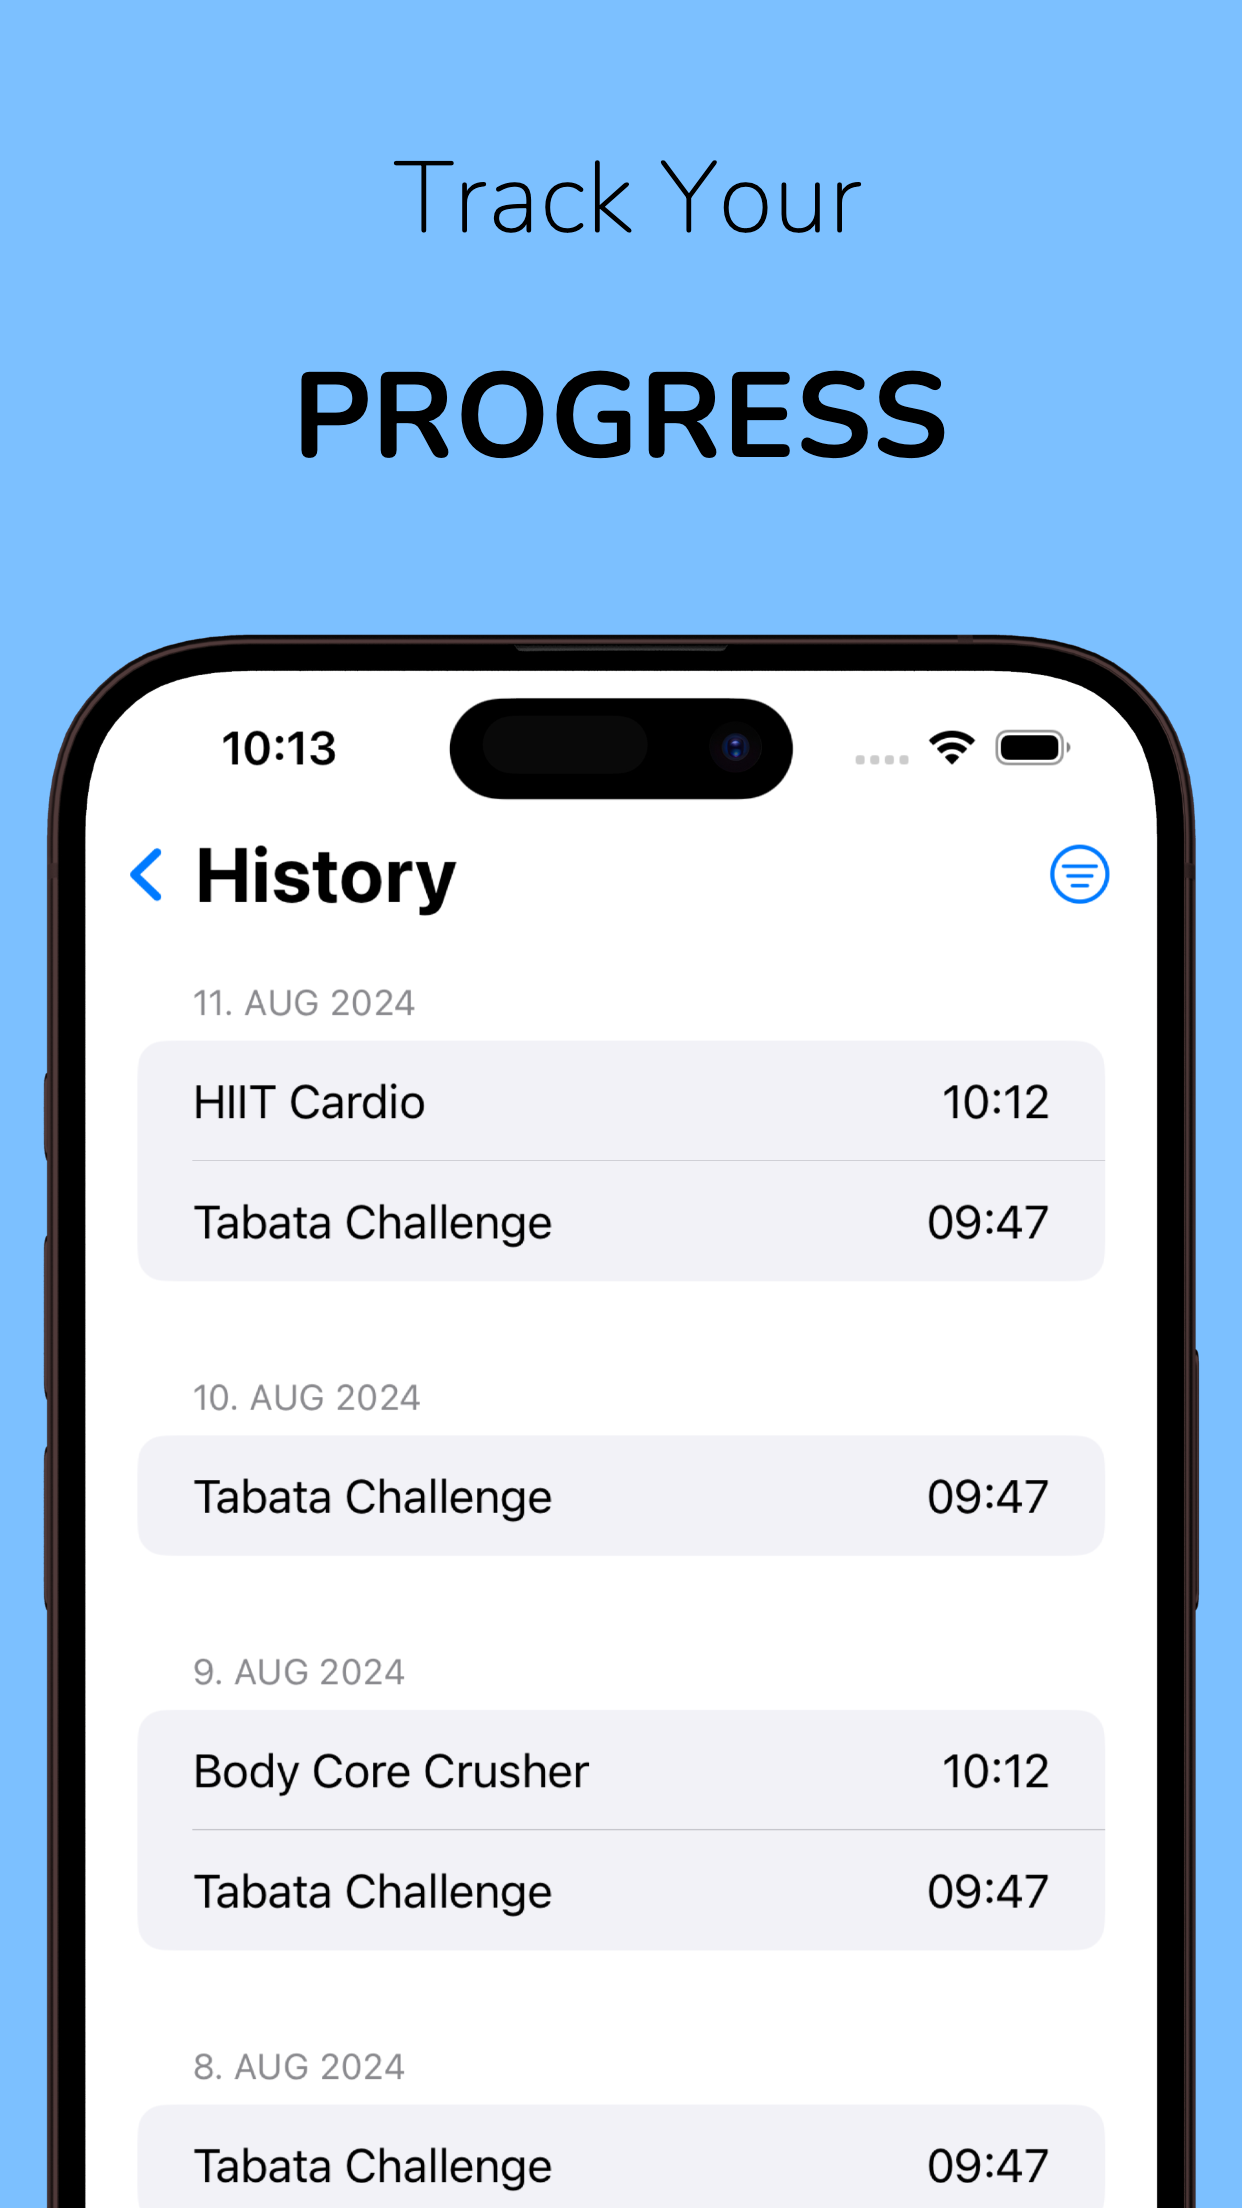 Track Your
PROGRESS
10:13
History
11. AUG 2024
HIIT Cardio 10:12
Tabata Challenge 09:47
10. AUG 2024
Tabata Challenge 09:47
9. AUG 2024
Body Core Crusher 10:12
Tabata Challenge 09:47
8. AUG 2024
Tabata Challenge 09:47